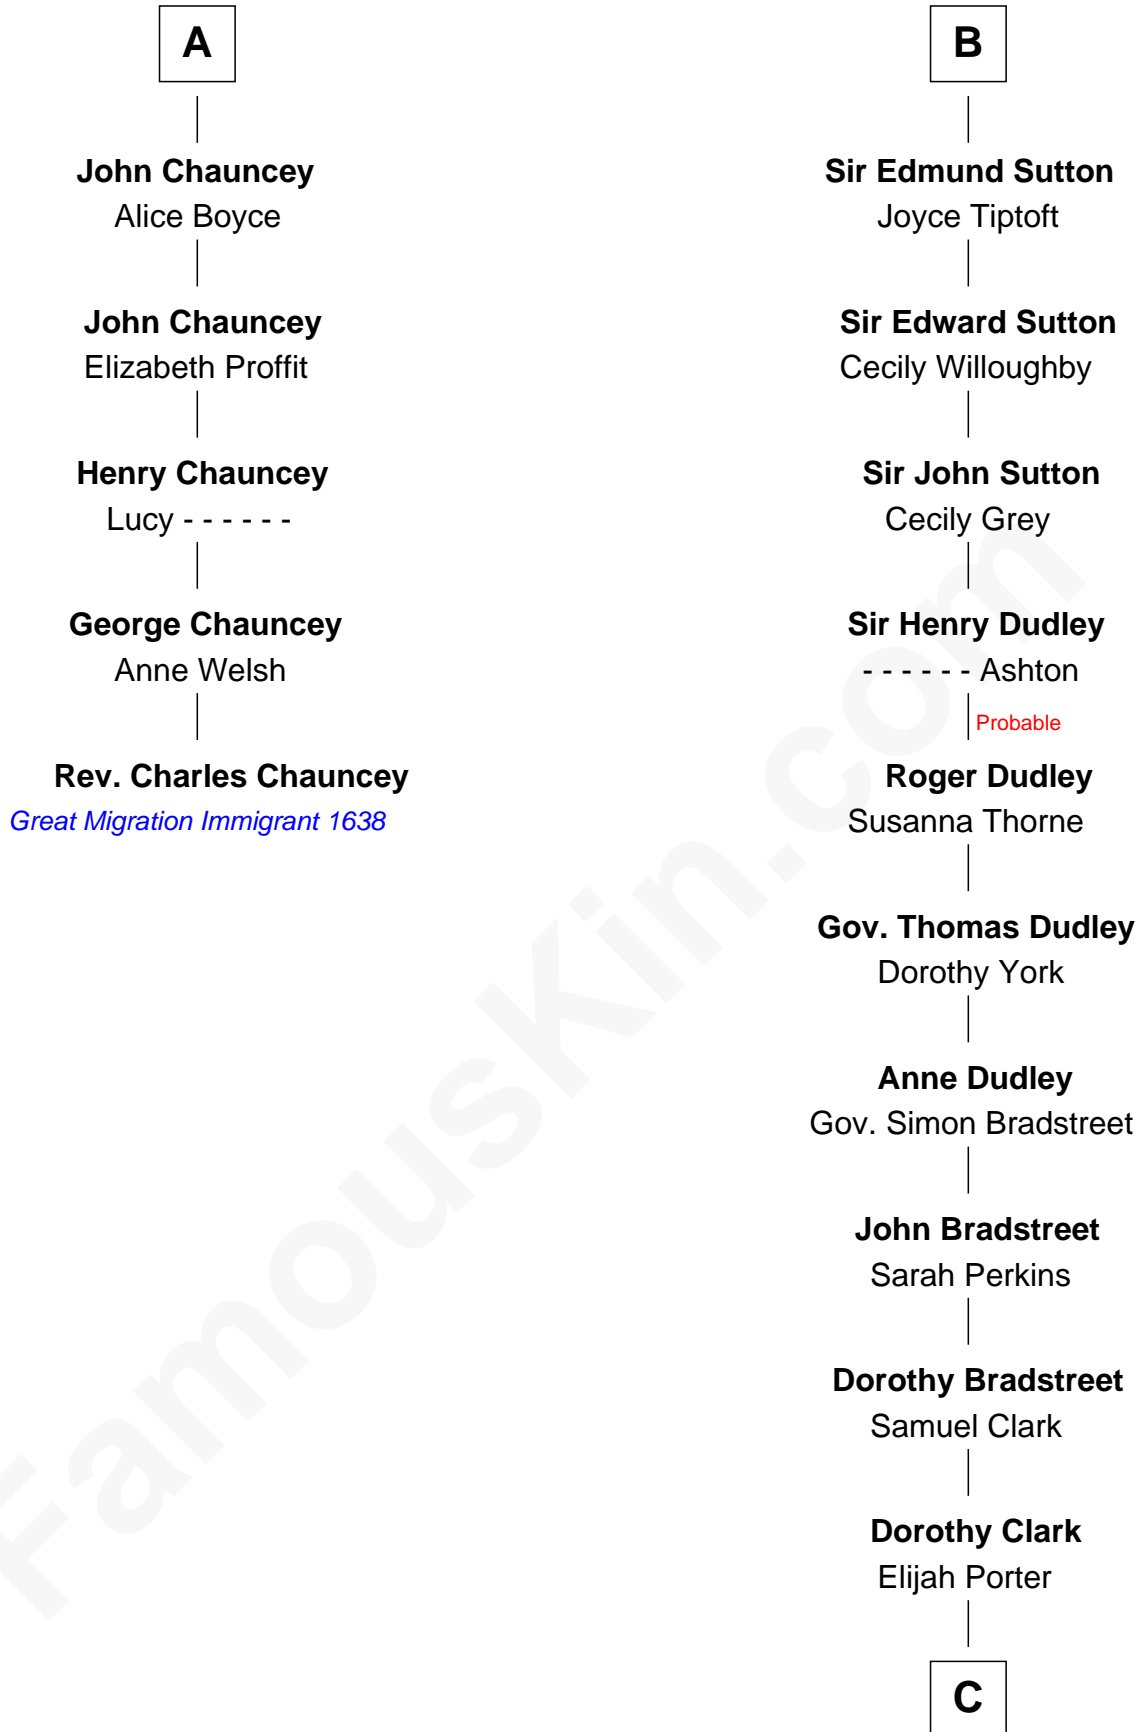 A
John Chauncey
Alice Boyce
John Chauncey
Elizabeth Proffit
Henry Chauncey
Lucy - - - - - -
George Chauncey
Anne Welsh
Rev. Charles Chauncey
Great Migration Immigrant 1638
B
Sir Edmund Sutton
Joyce Tiptoft
Sir Edward Sutton
Cecily Willoughby
Sir John Sutton
Cecily Grey
Sir Henry Dudley
- - - - - - Ashton
Probable
Roger Dudley
Susanna Thorne
Gov. Thomas Dudley
Dorothy York
Anne Dudley
Gov. Simon Bradstreet
John Bradstreet
Sarah Perkins
Dorothy Bradstreet
Samuel Clark
Dorothy Clark
Elijah Porter
C
FamousKin.com